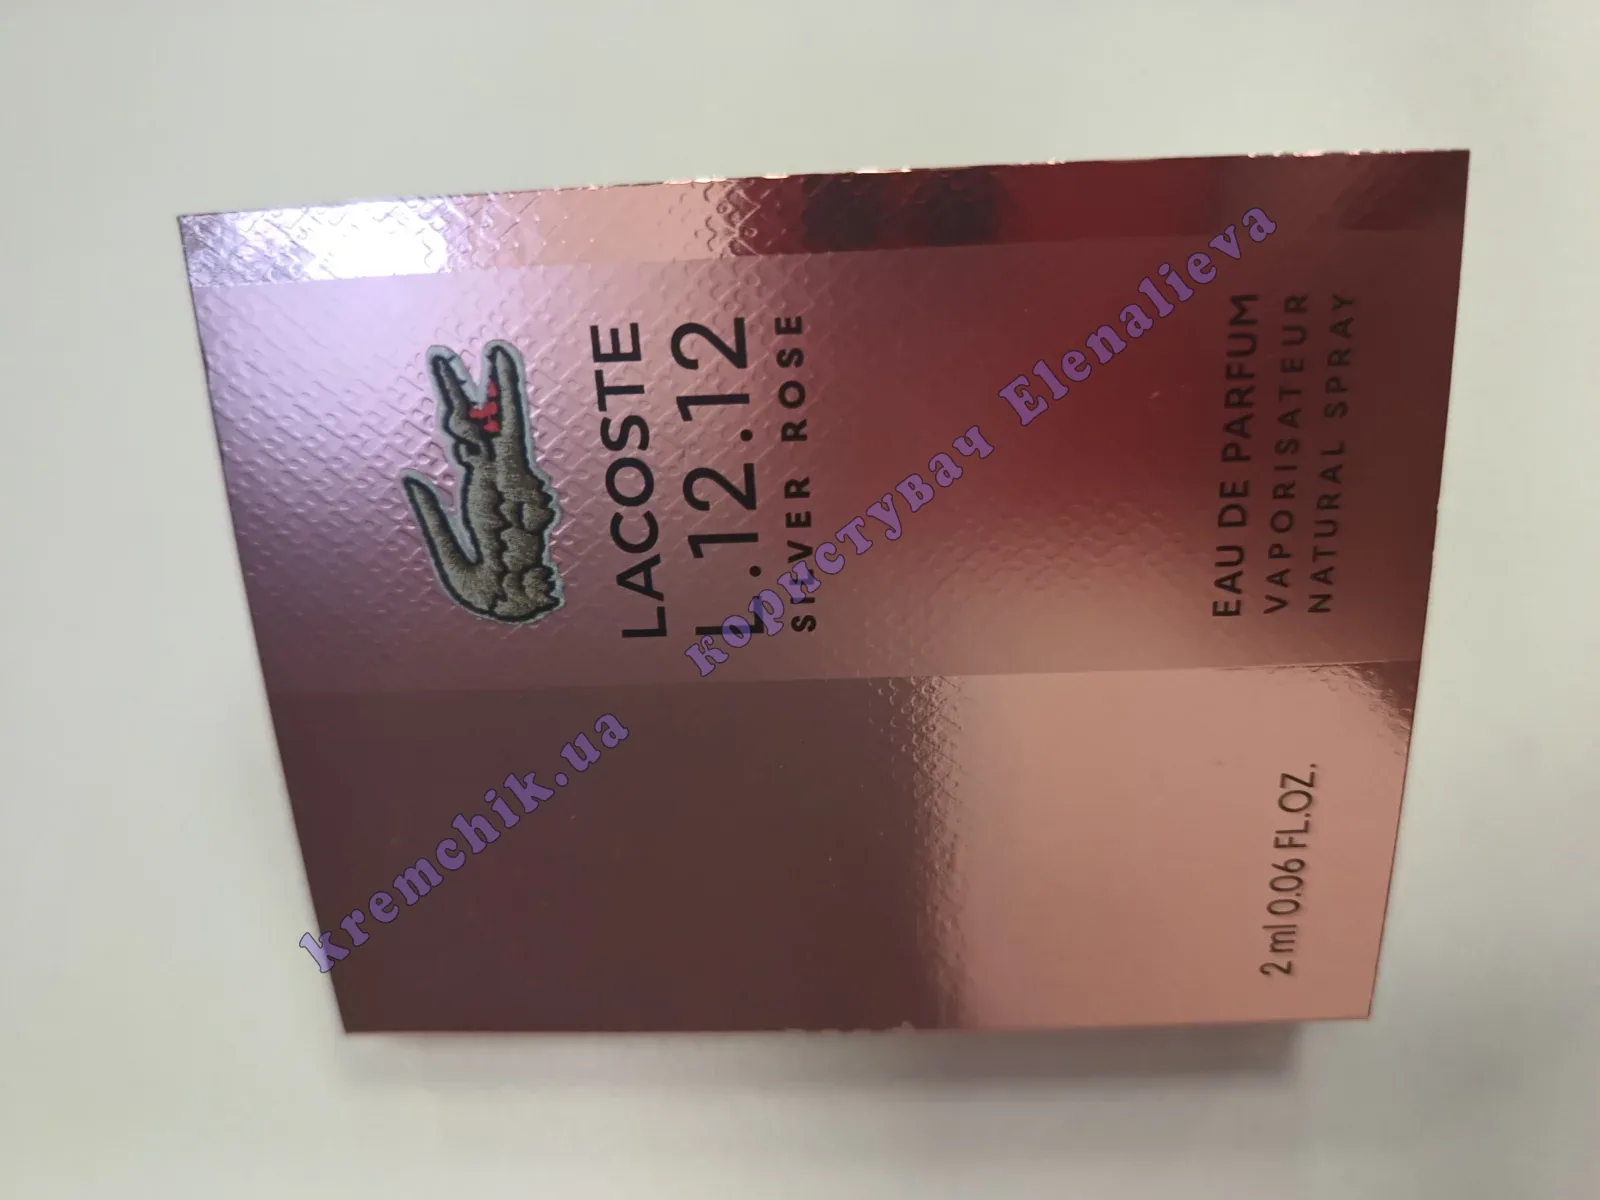 LACOSTE
L.12.12
SILVER ROSE
EAU DE PARFUM
VAPORISATEUR
NATURAL SPRAY
2 ml 0.06 FL.OZ.
kremchik.ua користувач Elenalieva